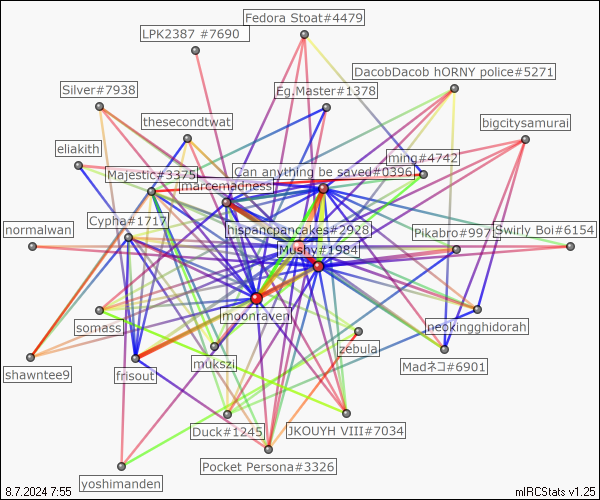 Fedora Stoat#4479
LPK2387 #7690
DacobDacob hORNY police#5271
Silver#7938
Eg.Master#1378
thesecondtwat
bigcitysamurai
eliakith
ming#4742
Majestic#3375
Can anything be saved#0396
marcemadness
normalwan
Cypha#1717
hispancpancakes#2928
Pikabro#997
Swirly Boi#6154
Mushy#1984
moonraven
somass
neokingghidorah
zebula
mukszi
Madネコ#6901
shawntee9
frisout
Duck#1245
JKOUYH VIII#7034
Pocket Persona#3326
yoshimanden
8.7.2024 7:55
mIRCStats v1.25